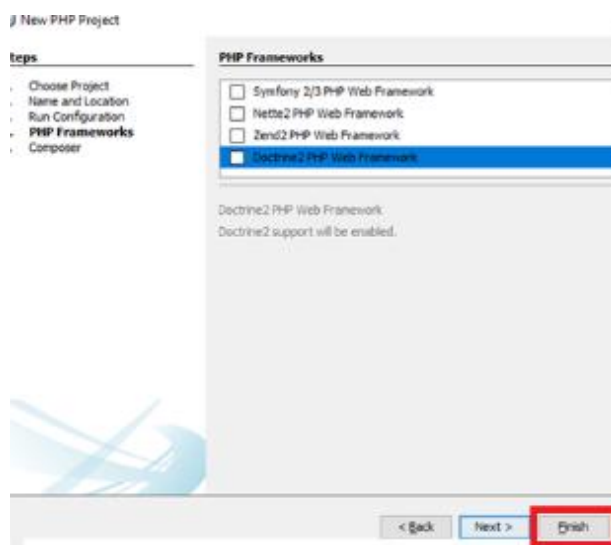 New PHP Project
teps
PHP Frameworks
Choose Project
Name and Location
Run Configuration
PHP Frameworks
Composer
Symfony 2/3 PHP Web Framework
Nette2 PHP Web Framework
Zend2 PHP Web Framework
Doctrine2 PHP Web Framework
Doctrine2 PHP Web Framework
Doctrine2 support will be enabled.
< Back
Next >
Finish